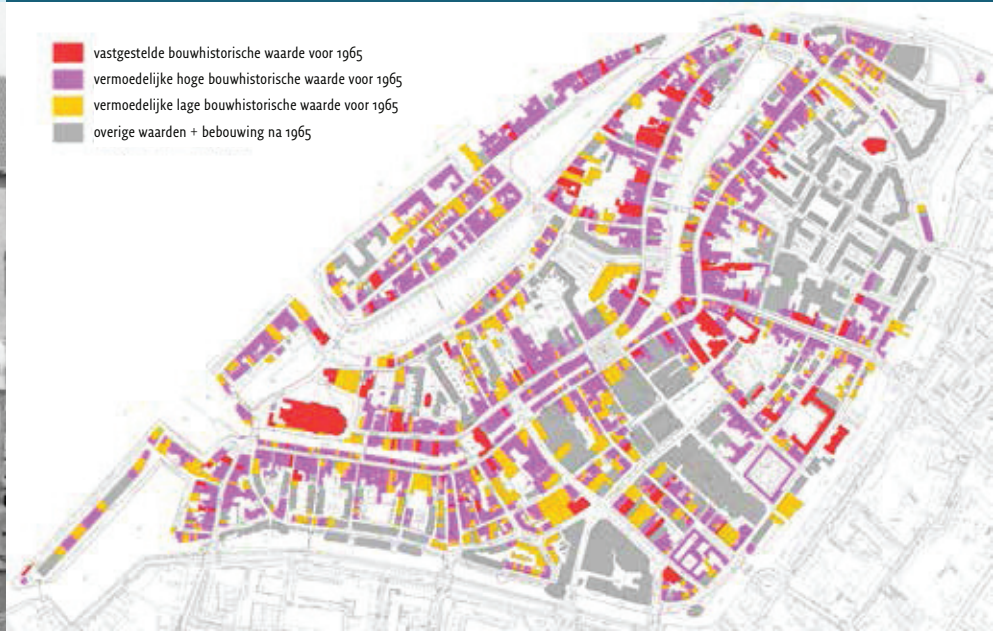 vastgestelde bouwhistorische waarde voor 1965
vermoedelijke hoge bouwhistorische waarde voor 1965
vermoedelijke lage bouwhistorische waarde voor 1965
overige waarden + bebouwing na 1965